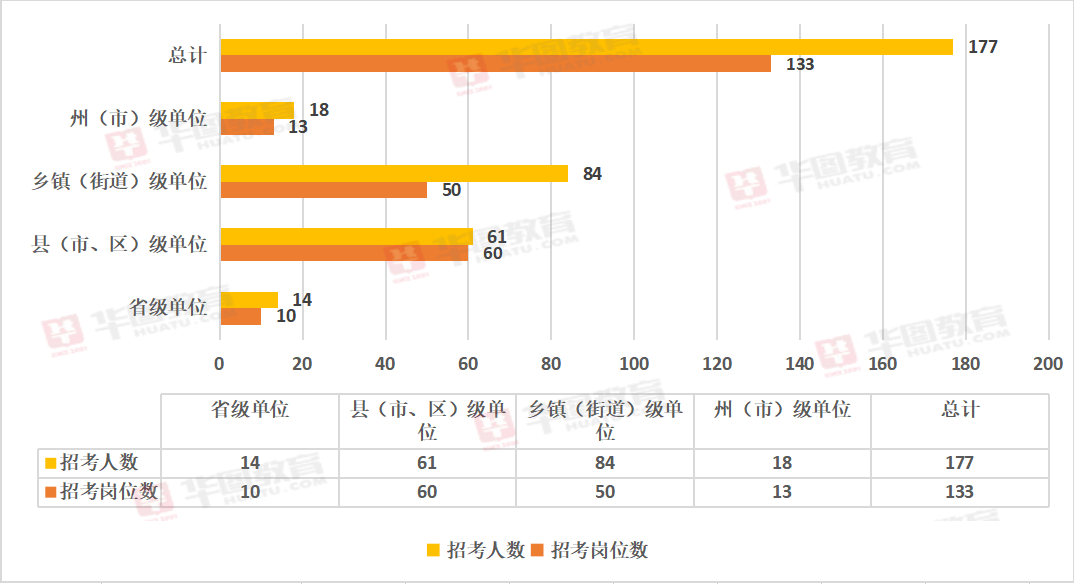 总计
177
133
州（市）级单位
18
13
乡镇（街道）级单位
84
50
县（市、区）级单位
61
60
省级单位
14
10
0 20 40 60 80 100 120 140 160 180 200
省级单位 县（市、区）级单位 乡镇（街道）级单位 州（市）级单位 总计
招考人数 14 61 84 18 177
招考岗位数 10 60 50 13 133
招考人数 招考岗位数
华图教育
HUATU.COM
SINCE 2001